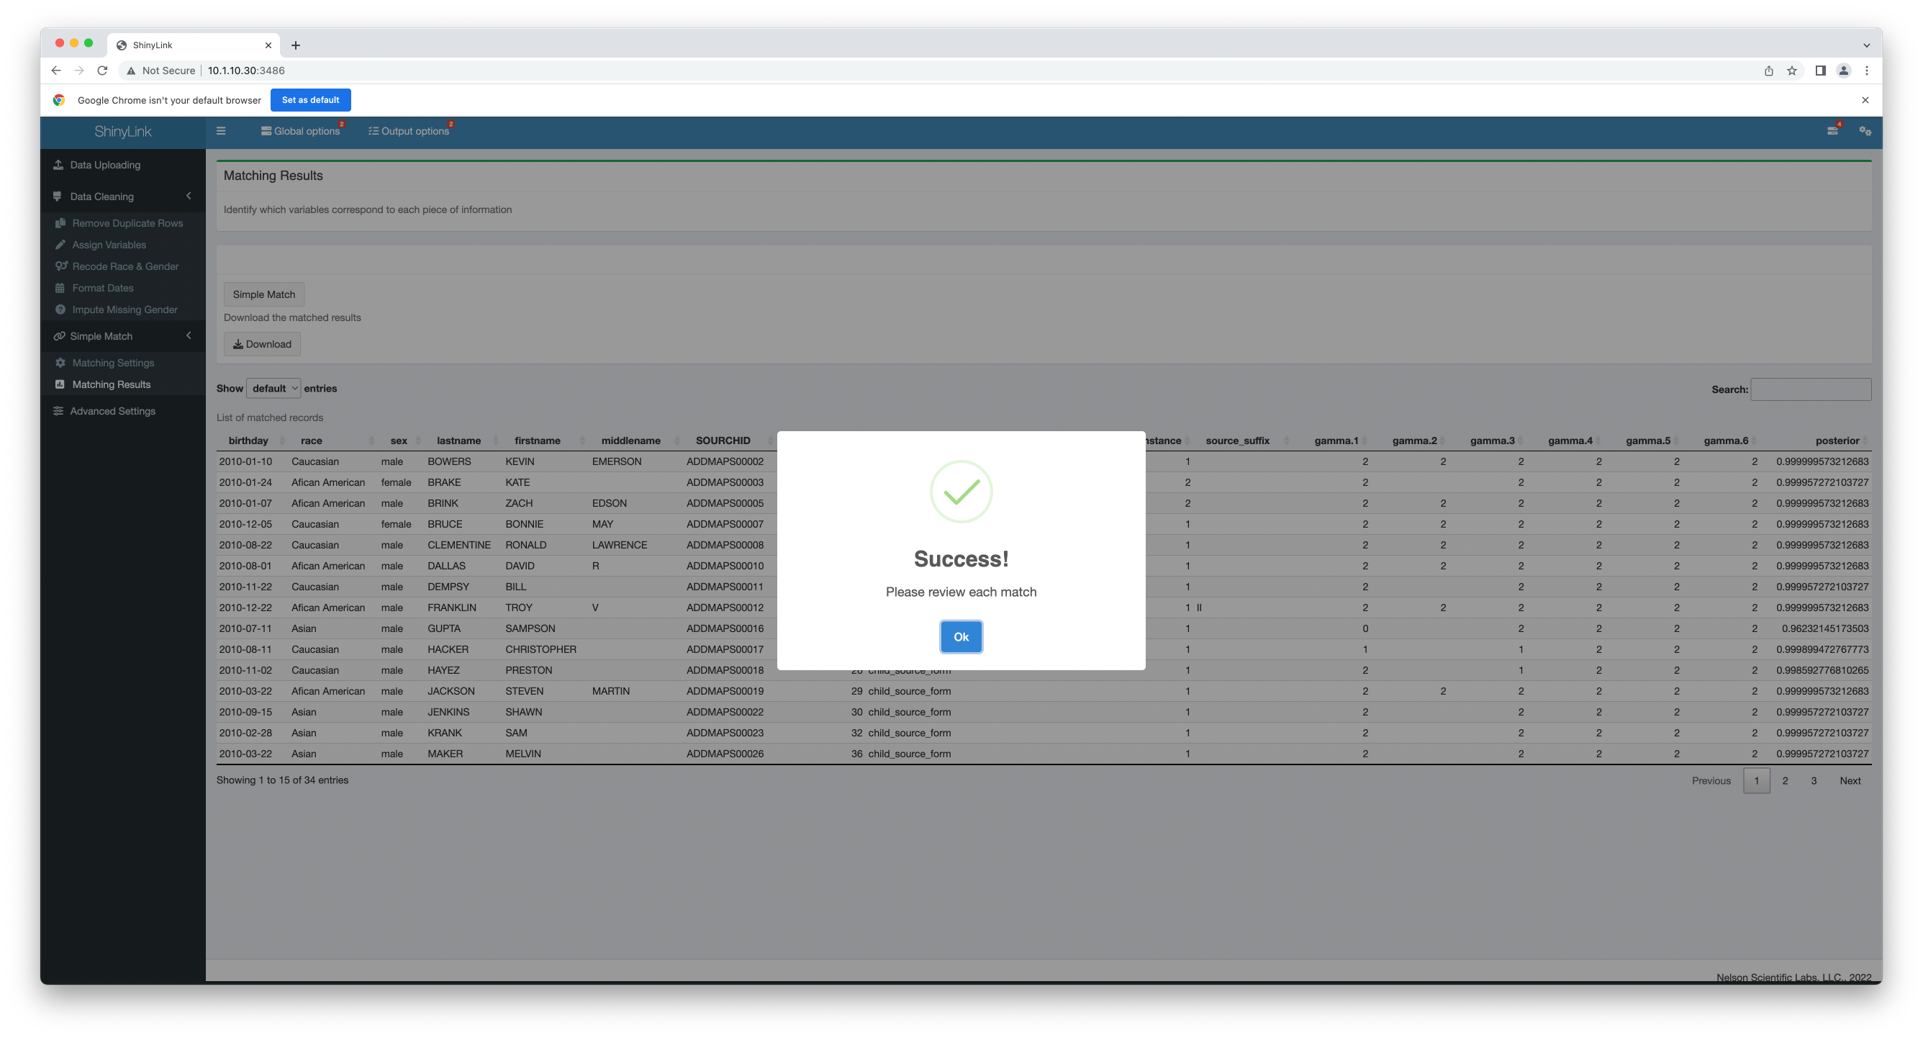 ShinyLink
Not Secure 10.1.10.30:3486
Google Chrome isn't your default browser Set as default
ShinyLink Global options 2 Output options 2 4
Data Uploading
Data Cleaning
Remove Duplicate Rows
Assign Variables
Recode Race & Gender
Format Dates
Impute Missing Gender
Simple Match
Matching Settings
Matching Results
Advanced Settings
Matching Results
Identify which variables correspond to each piece of information
Simple Match
Download the matched results
Download
Show default entries Search:
List of matched records
birthday race sex lastname firstname middlename SOURCHID nstance source_suffix gamma.1 gamma.2 gamma.3 gamma.4 gamma.5 gamma.6 posterior
2010-01-10 Caucasian male BOWERS KEVIN EMERSON ADDMAPS00002 1 2 2 2 2 2 2 0.999999573212683
2010-01-24 Afican American female BRAKE KATE ADDMAPS00003 2 2 2 2 2 2 0.999957272103727
2010-01-07 Afican American male BRINK ZACH EDSON ADDMAPS00005 2 2 2 2 2 2 2 0.999999573212683
2010-12-05 Caucasian female BRUCE BONNIE MAY ADDMAPS00007 1 2 2 2 2 2 2 0.999999573212683
2010-08-22 Caucasian male CLEMENTINE RONALD LAWRENCE ADDMAPS00008 1 2 2 2 2 2 2 0.999999573212683
2010-08-01 Afican American male DALLAS DAVID R ADDMAPS00010 1 2 2 2 2 2 2 0.999999573212683
2010-11-22 Caucasian male DEMPSY BILL ADDMAPS00011 1 2 2 2 2 2 0.999957272103727
2010-12-22 Afican American male FRANKLIN TROY V ADDMAPS00012 1 II 2 2 2 2 2 2 0.999999573212683
2010-07-11 Asian male GUPTA SAMPSON ADDMAPS00016 1 0 2 2 2 2 0.96232145173503
2010-08-11 Caucasian male HACKER CHRISTOPHER ADDMAPS00017 1 1 1 2 2 2 0.999899472767773
2010-11-02 Caucasian male HAYEZ PRESTON ADDMAPS00018 child_source_form 1 2 1 2 2 2 0.998592776810265
2010-03-22 Afican American male JACKSON STEVEN MARTIN ADDMAPS00019 29 child_source_form 1 2 2 2 2 2 2 0.999999573212683
2010-09-15 Asian male JENKINS SHAWN ADDMAPS00022 30 child_source_form 1 2 2 2 2 2 0.999957272103727
2010-02-28 Asian male KRANK SAM ADDMAPS00023 32 child_source_form 1 2 2 2 2 2 0.999957272103727
2010-03-22 Asian male MAKER MELVIN ADDMAPS00026 36 child_source_form 1 2 2 2 2 2 0.999957272103727
Showing 1 to 15 of 34 entries Previous 1 2 3 Next
Success!
Please review each match
Ok
Nelson Scientific Labs, LLC., 2022